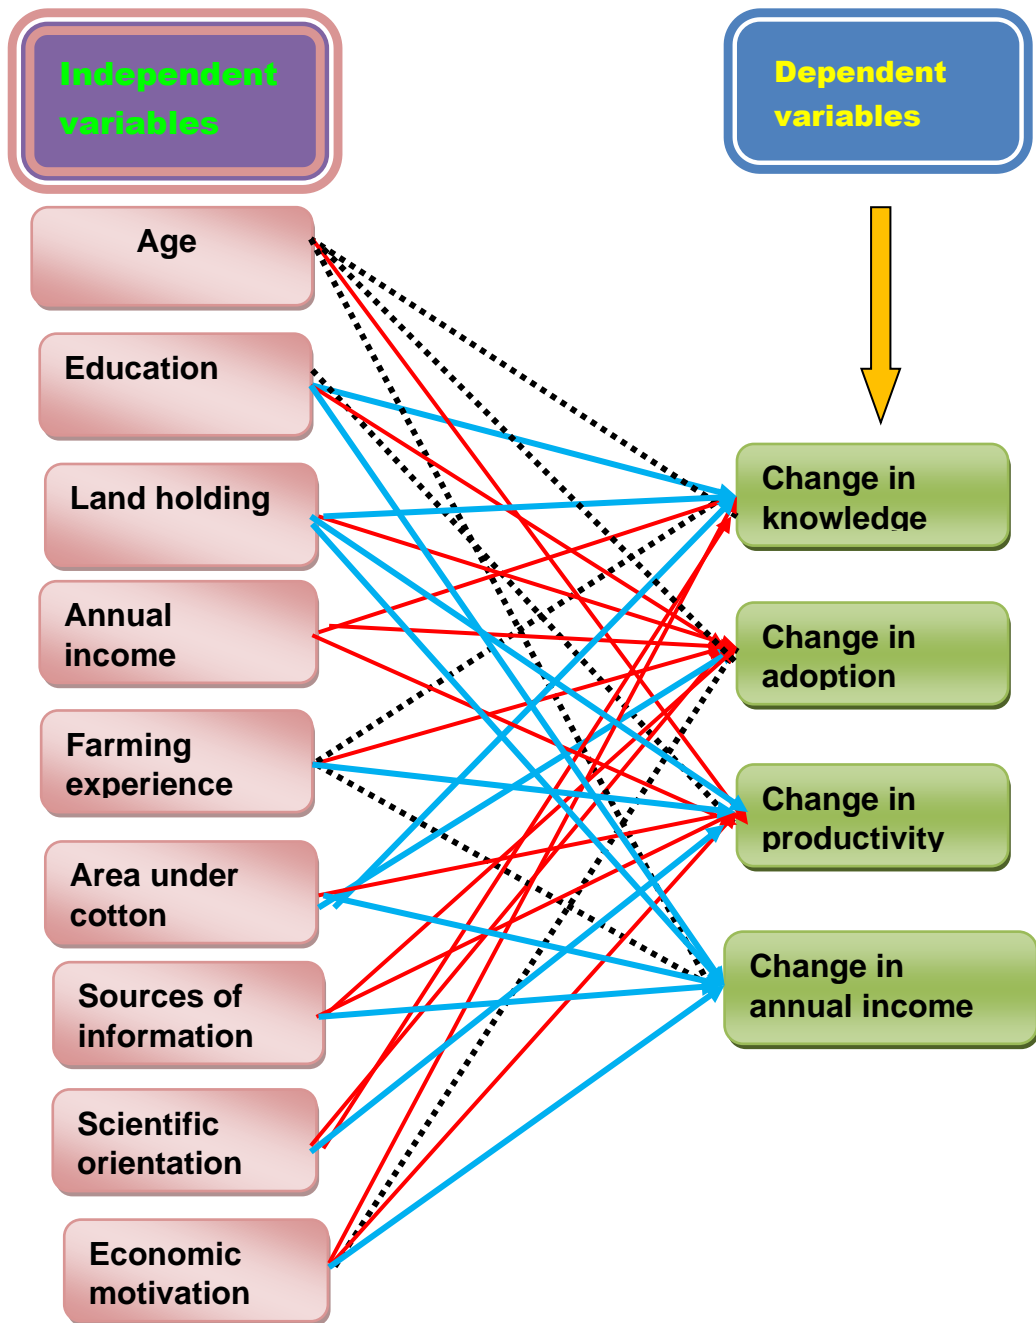 Independent
variables
Dependent
variables
Age
Education
Land holding
Annual
income
Farming
experience
Area under
cotton
Sources of
information
Scientific
orientation
Economic
motivation
Change in
knowledge
Change in
adoption
Change in
productivity
Change in
annual income